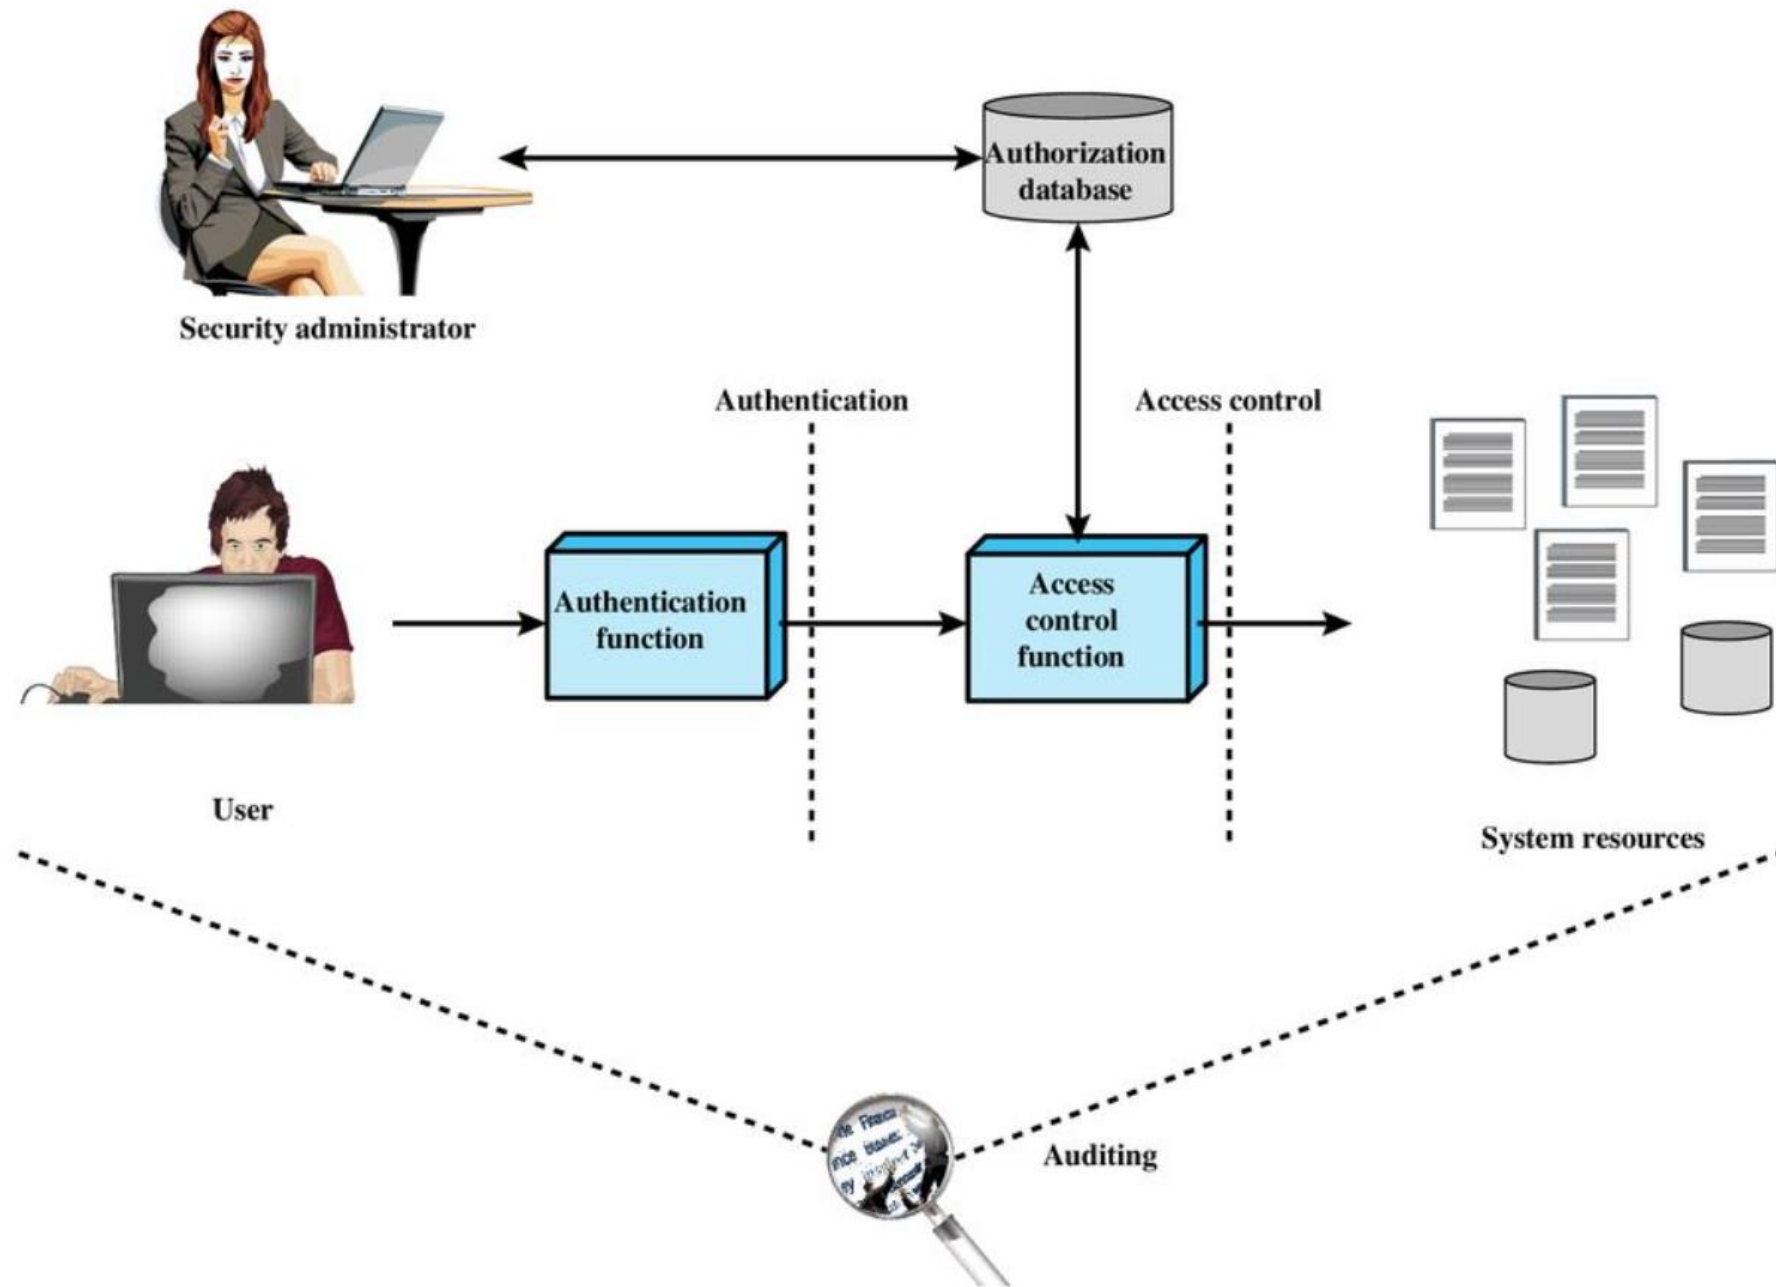 Authorization
database
Security administrator
Authentication
Access control
Authentication
function
Access
control
function
User
System resources
Auditing